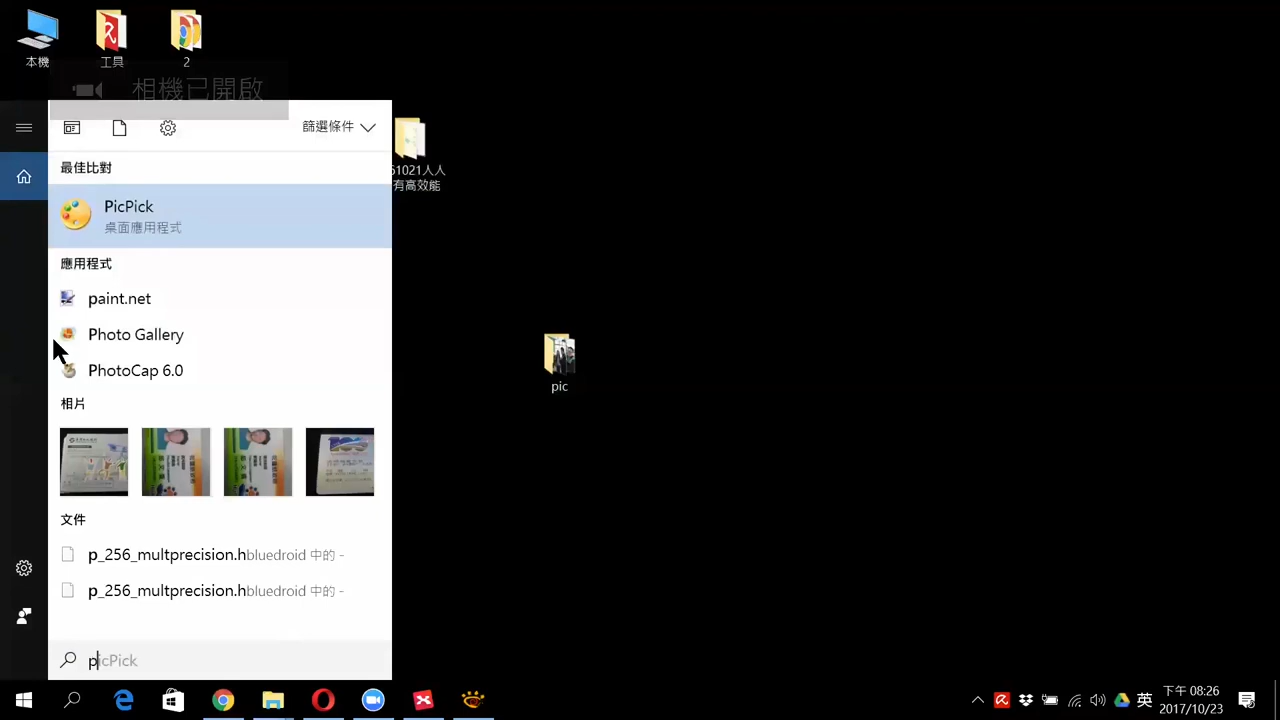 本機
工具
2
相機已開啟
篩選條件
最佳比對
PicPick
桌面應用程式
應用程式
paint.net
Photo Gallery
PhotoCap 6.0
相片
文件
p_256_multprecision.hbluedroid 中的 -
p_256_multprecision.hbluedroid 中的 -
picPick
61021人人
有高效能
pic
英
下午 08:26
2017/10/23